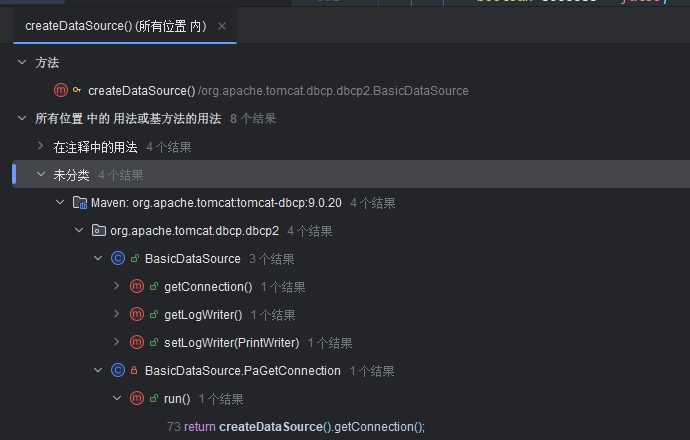 createDataSource() (所有位置 内)
方法
createDataSource() /org.apache.tomcat.dbcp.dbcp2.BasicDataSource
所有位置 中的 用法或基方法的用法 8 个结果
在注释中的用法 4 个结果
未分类 4 个结果
Maven: org.apache.tomcat:tomcat-dbcp:9.0.20 4 个结果
org.apache.tomcat.dbcp.dbcp2 4 个结果
BasicDataSource 3 个结果
getConnection() 1 个结果
getLogWriter() 1 个结果
setLogWriter(PrintWriter) 1 个结果
BasicDataSource.PaGetConnection 1 个结果
run() 1 个结果
73 return createDataSource().getConnection();